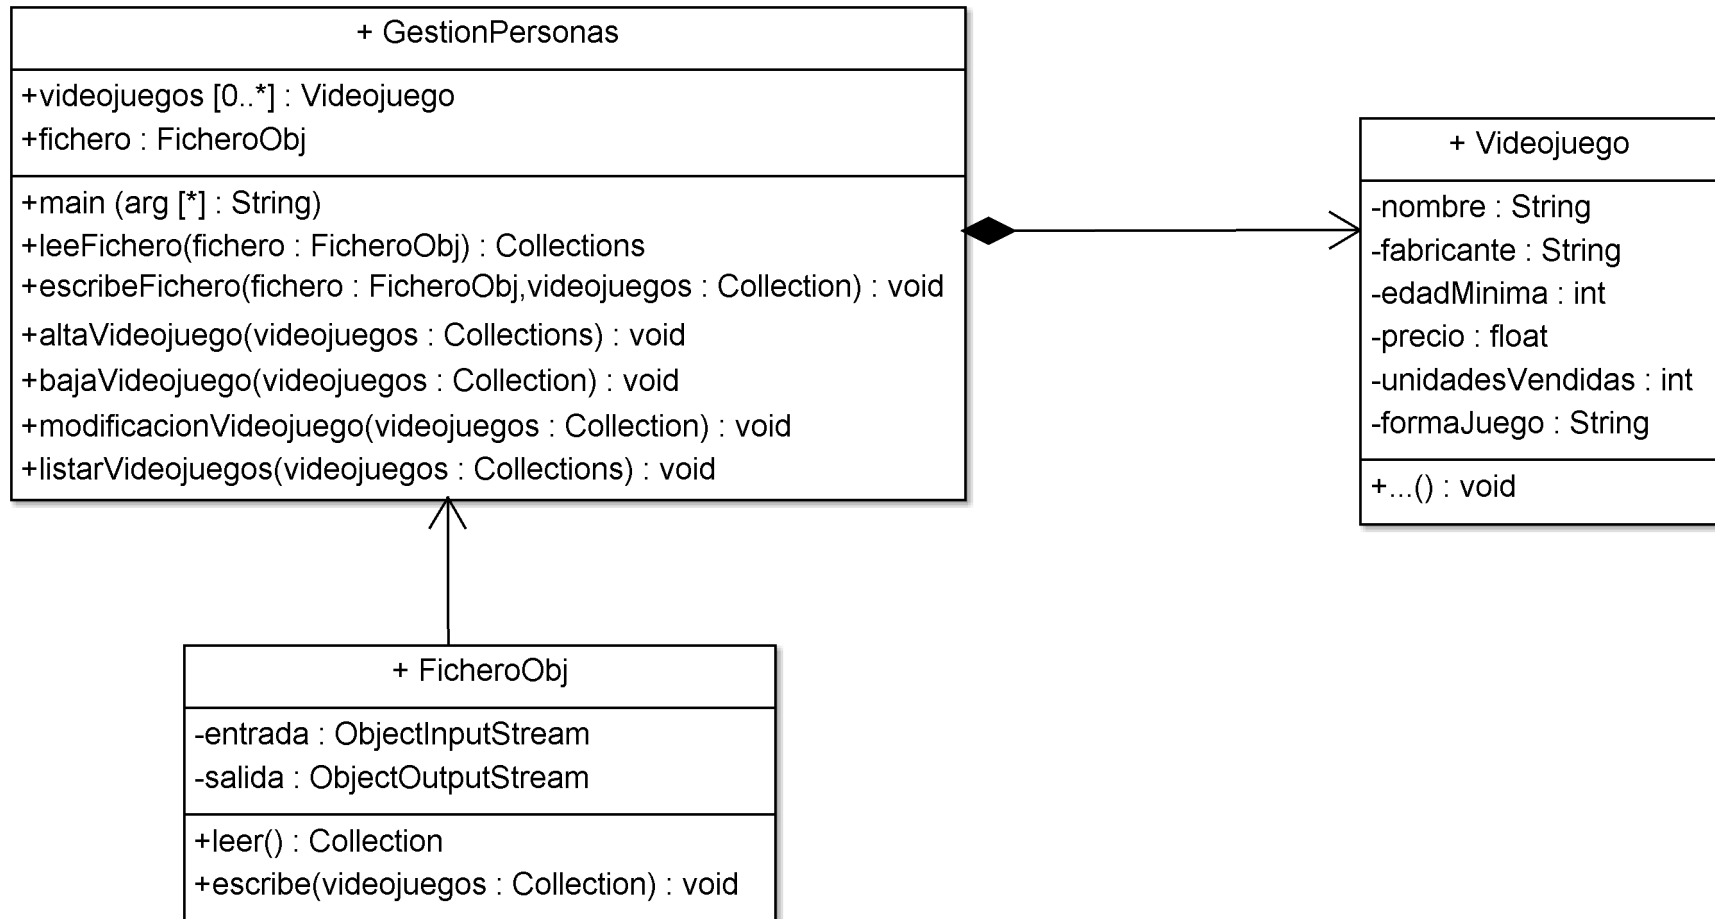 + GestionPersonas
+videojuegos [0..*] : Videojuego
+fichero : FicheroObj
+main (arg [*] : String)
+leeFichero(fichero : FicheroObj) : Collections
+escribeFichero(fichero : FicheroObj,videojuegos : Collection) : void
+altaVideojuego(videojuegos : Collections) : void
+bajaVideojuego(videojuegos : Collection) : void
+modificacionVideojuego(videojuegos : Collection) : void
+listarVideojuegos(videojuegos : Collections) : void
+ Videojuego
-nombre : String
-fabricante : String
-edadMinima : int
-precio : float
-unidadesVendidas : int
-formaJuego : String
+...() : void
+ FicheroObj
-entrada : ObjectInputStream
-salida : ObjectOutputStream
+leer() : Collection
+escribe(videojuegos : Collection) : void